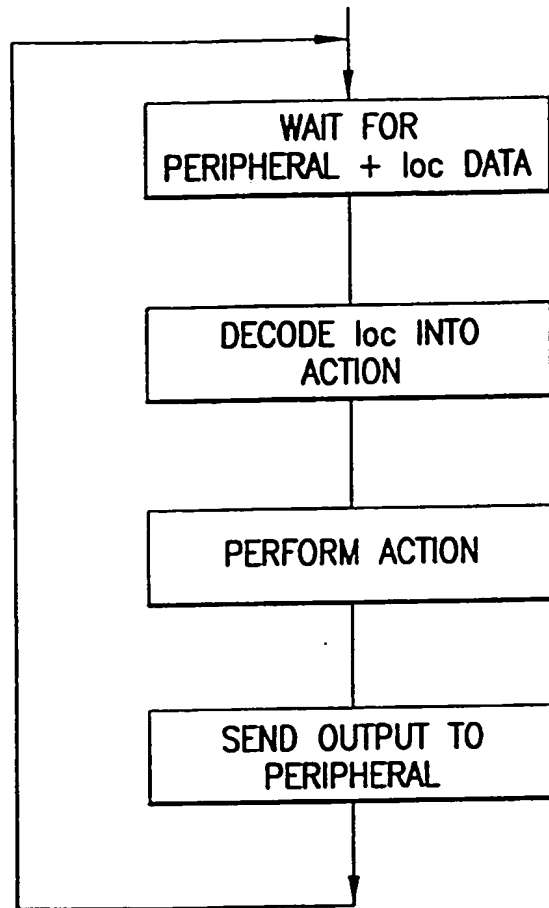 WAIT FOR
PERIPHERAL + loc DATA
DECODE loc INTO
ACTION
PERFORM ACTION
SEND OUTPUT TO
PERIPHERAL